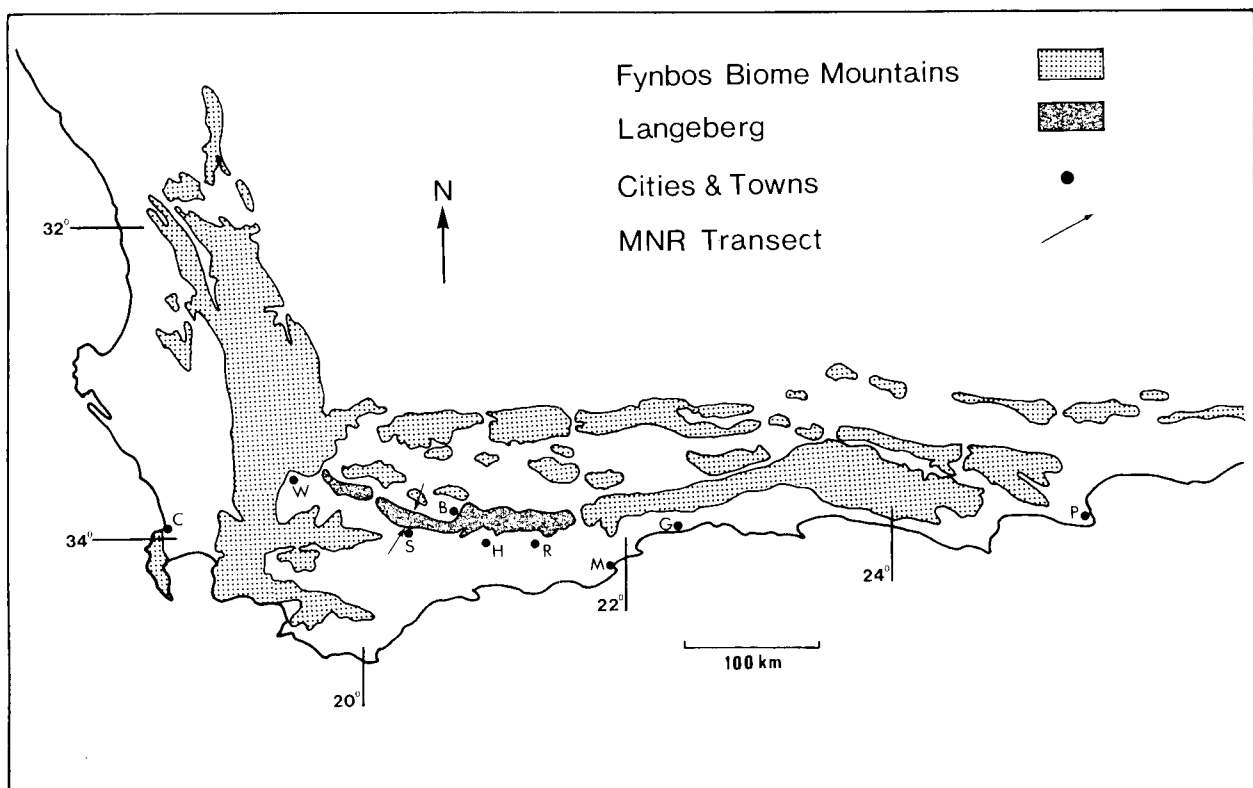 Fynbos Biome Mountains
Langeberg
Cities & Towns
MNR Transect
N
32°
W
B
C
34°
S
H
R
M
G
P
22°
24°
100 km
20°